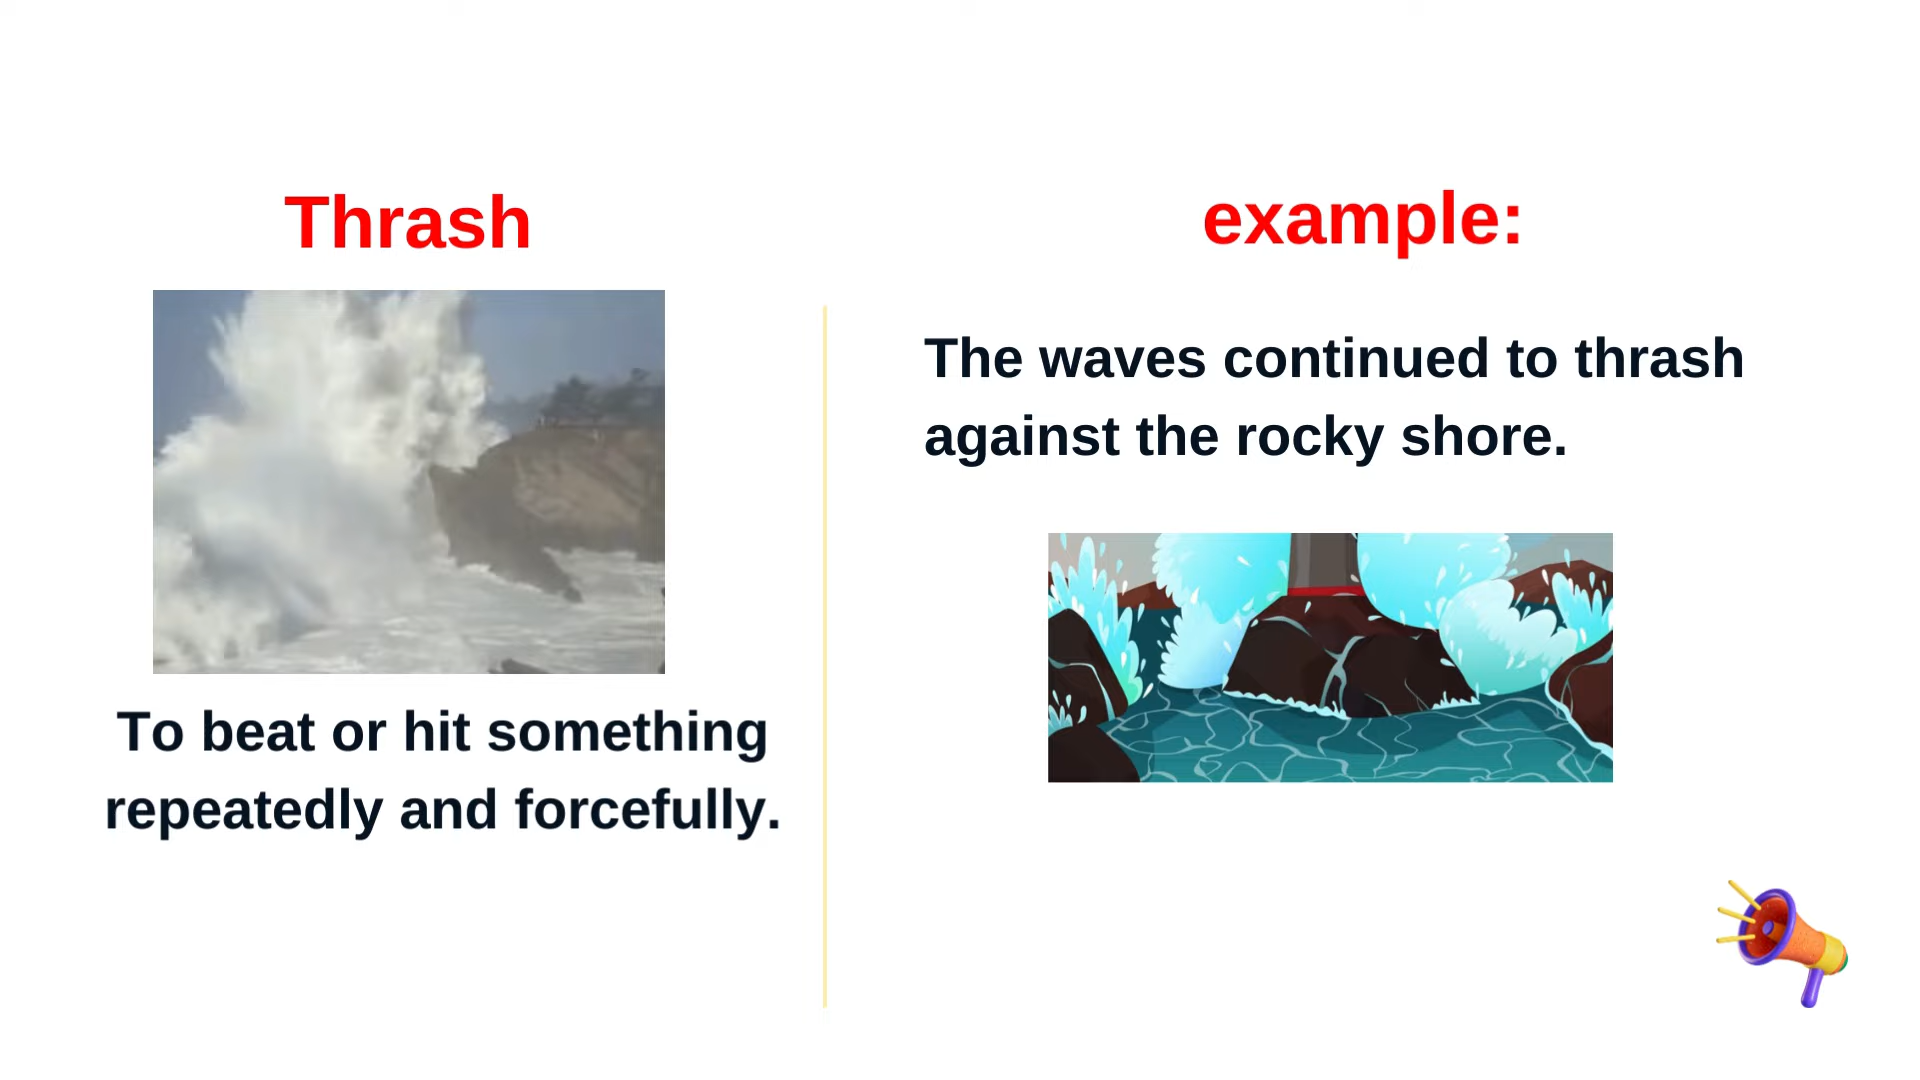 Thrash
To beat or hit something
repeatedly and forcefully.
example:
The waves continued to thrash
against the rocky shore.